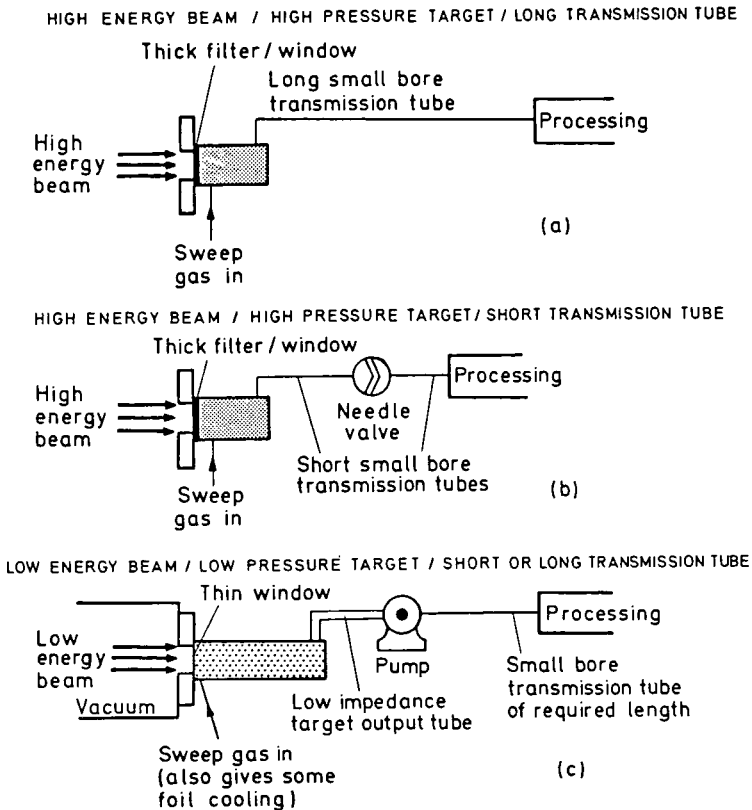 HIGH ENERGY BEAM / HIGH PRESSURE TARGET / LONG TRANSMISSION TUBE
Thick filter/window
Long small bore
transmission tube
Processing
High
energy
beam
Sweep
gas in
(a)
HIGH ENERGY BEAM / HIGH PRESSURE TARGET/SHORT TRANSMISSION TUBE
Thick filter/window
Processing
High
energy
beam
Needle
valve
Short small bore
transmission tubes
Sweep
gas in
(b)
LOW ENERGY BEAM / LOW PRESSURE TARGET / SHORT OR LONG TRANSMISSION TUBE
Thin window
Processing
Low
energy
beam
Vacuum
Pump
Low impedance
target output tube
Small bore
transmission tube
of required length
Sweep gas in
(also gives some
foil cooling)
(c)